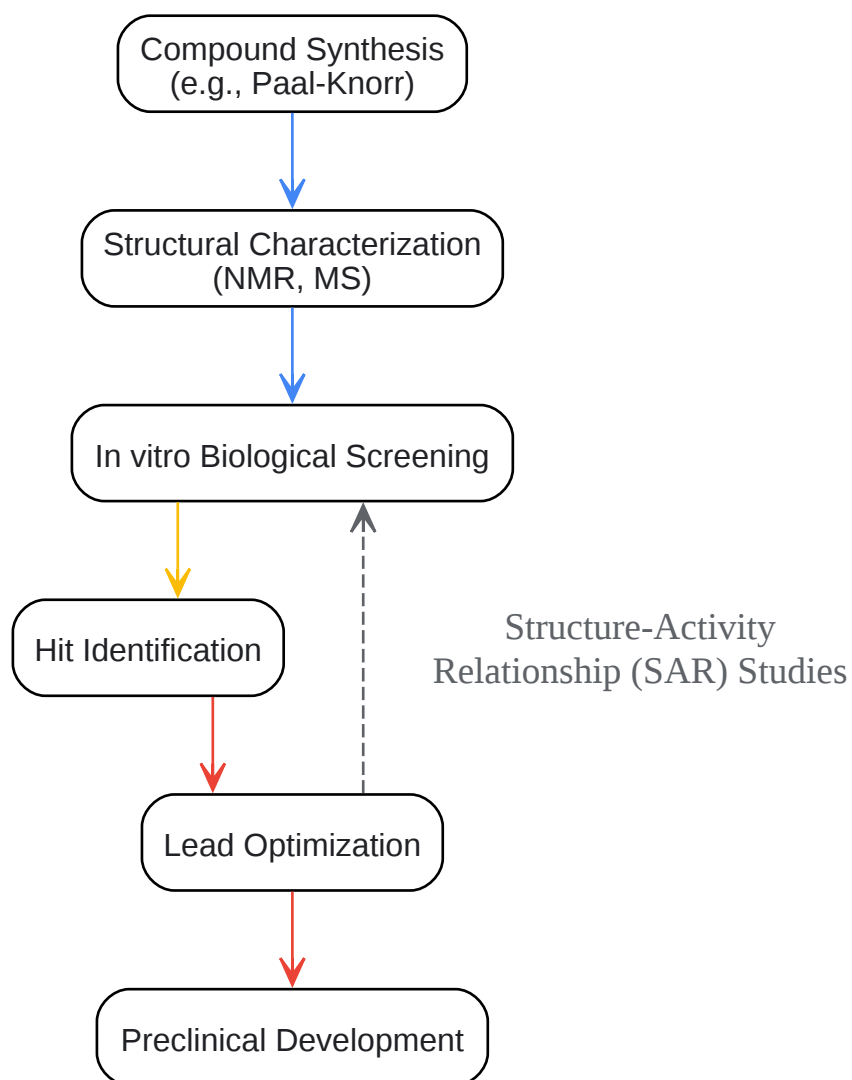 Compound Synthesis
(e.g., Paal-Knorr)
Structural Characterization
(NMR, MS)
In vitro Biological Screening
Hit Identification
Structure-Activity
Relationship (SAR) Studies
Lead Optimization
Preclinical Development